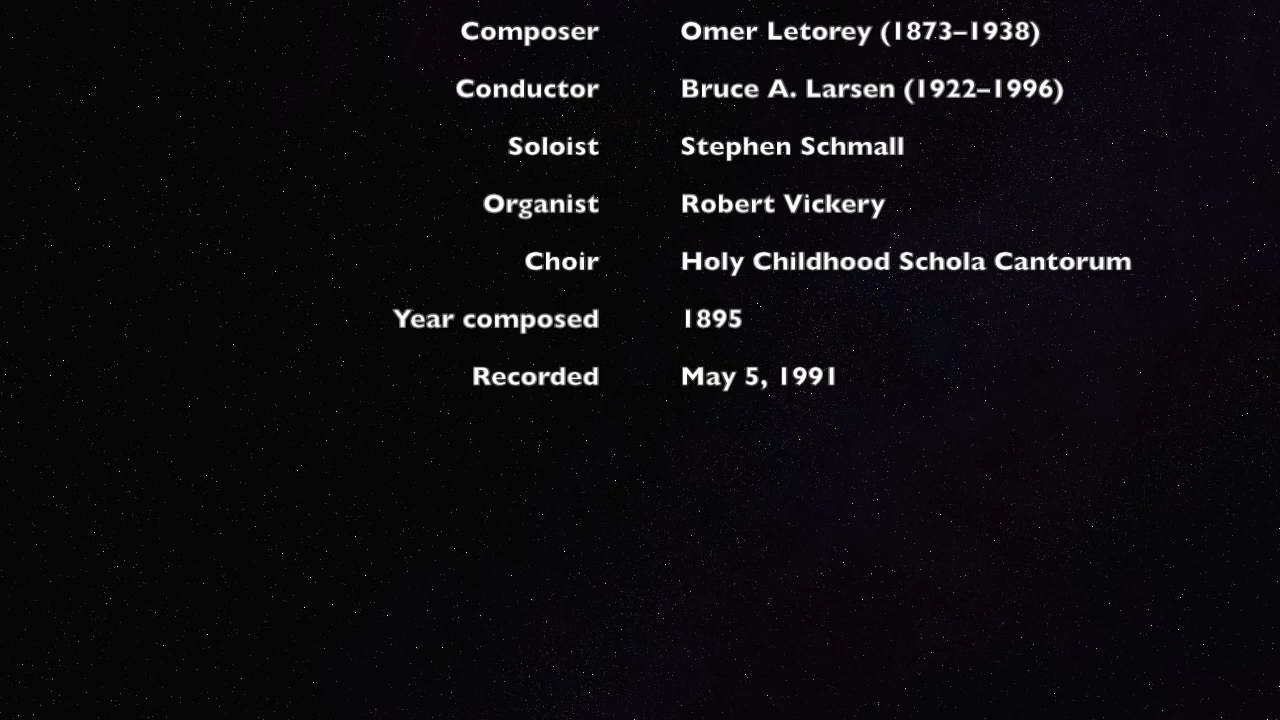 Composer Omer Letorey (1873–1938)
Conductor Bruce A. Larsen (1922–1996)
Soloist Stephen Schmall
Organist Robert Vickery
Choir Holy Childhood Schola Cantorum
Year composed 1895
Recorded May 5, 1991